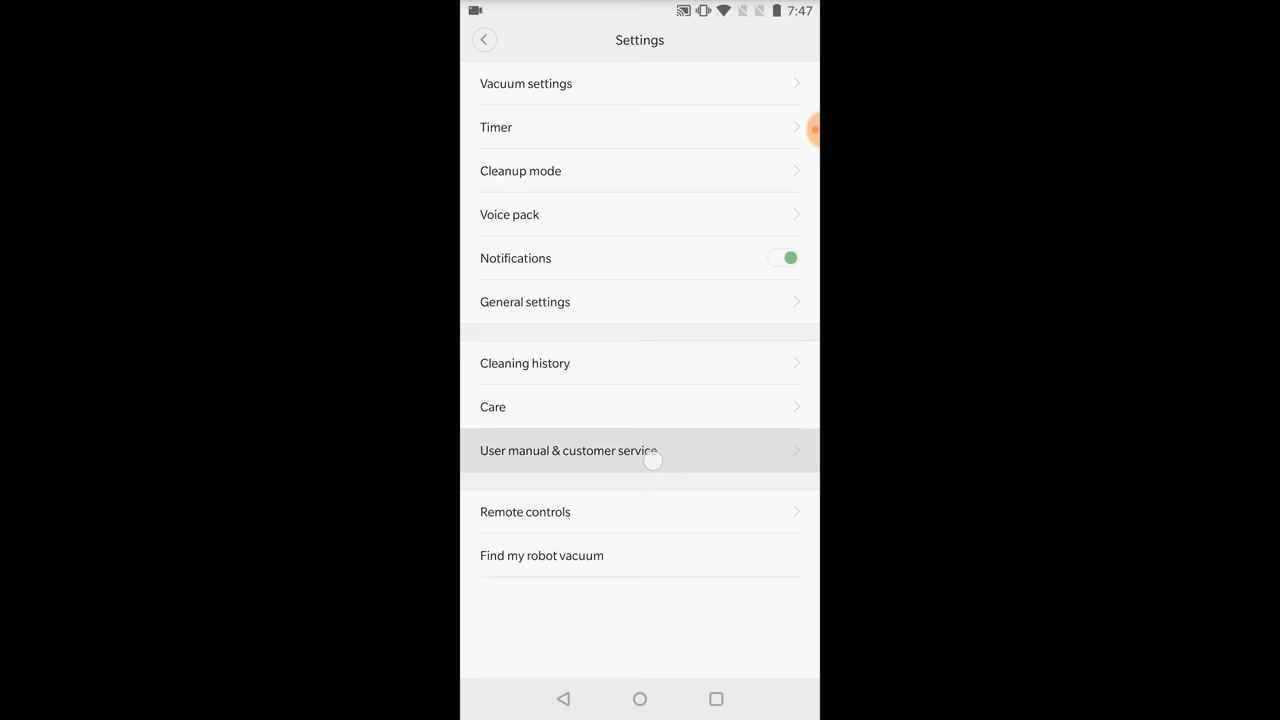 7:47
Settings
Vacuum settings
Timer
Cleanup mode
Voice pack
Notifications
General settings
Cleaning history
Care
User manual & customer service
Remote controls
Find my robot vacuum